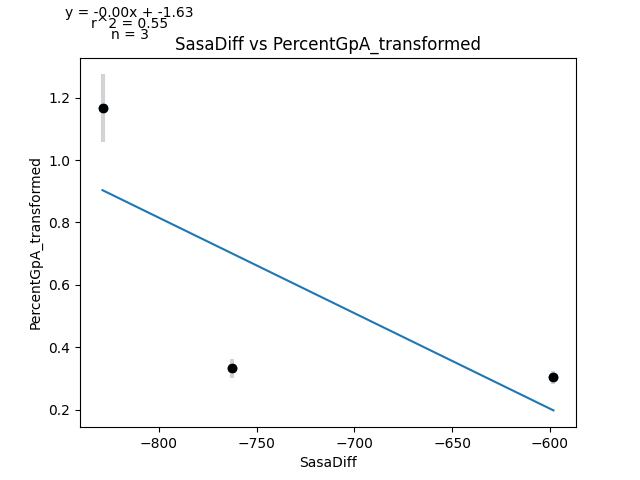 y = -0.00x + -1.63
r^2 = 0.55
n = 3
SasaDiff vs PercentGpA_transformed
PercentGpA_transformed
1.2
1.0
0.8
0.6
0.4
0.2
−800
−750
−700
−650
−600
SasaDiff